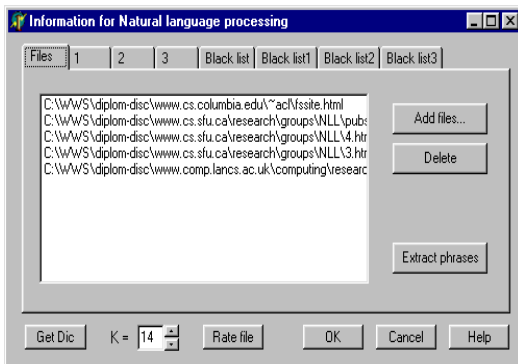 Information for Natural language processing
Files 1 2 3 Black list Black list1 Black list2 Black list3
C:\WWS\diplom-disc\www.cs.columbia.edu\~acl\fssite.html
C:\WWS\diplom-disc\www.cs.sfu.ca\research\groups\NLL\pubs
C:\WWS\diplom-disc\www.cs.sfu.ca\research\groups\NLL\4.htr
C:\WWS\diplom-disc\www.cs.sfu.ca\research\groups\NLL\3.htr
C:\WWS\diplom-disc\www.comp.lancs.ac.uk\computing\researc
Add files...
Delete
Extract phrases
Get Dic K = 14 Rate file OK Cancel Help